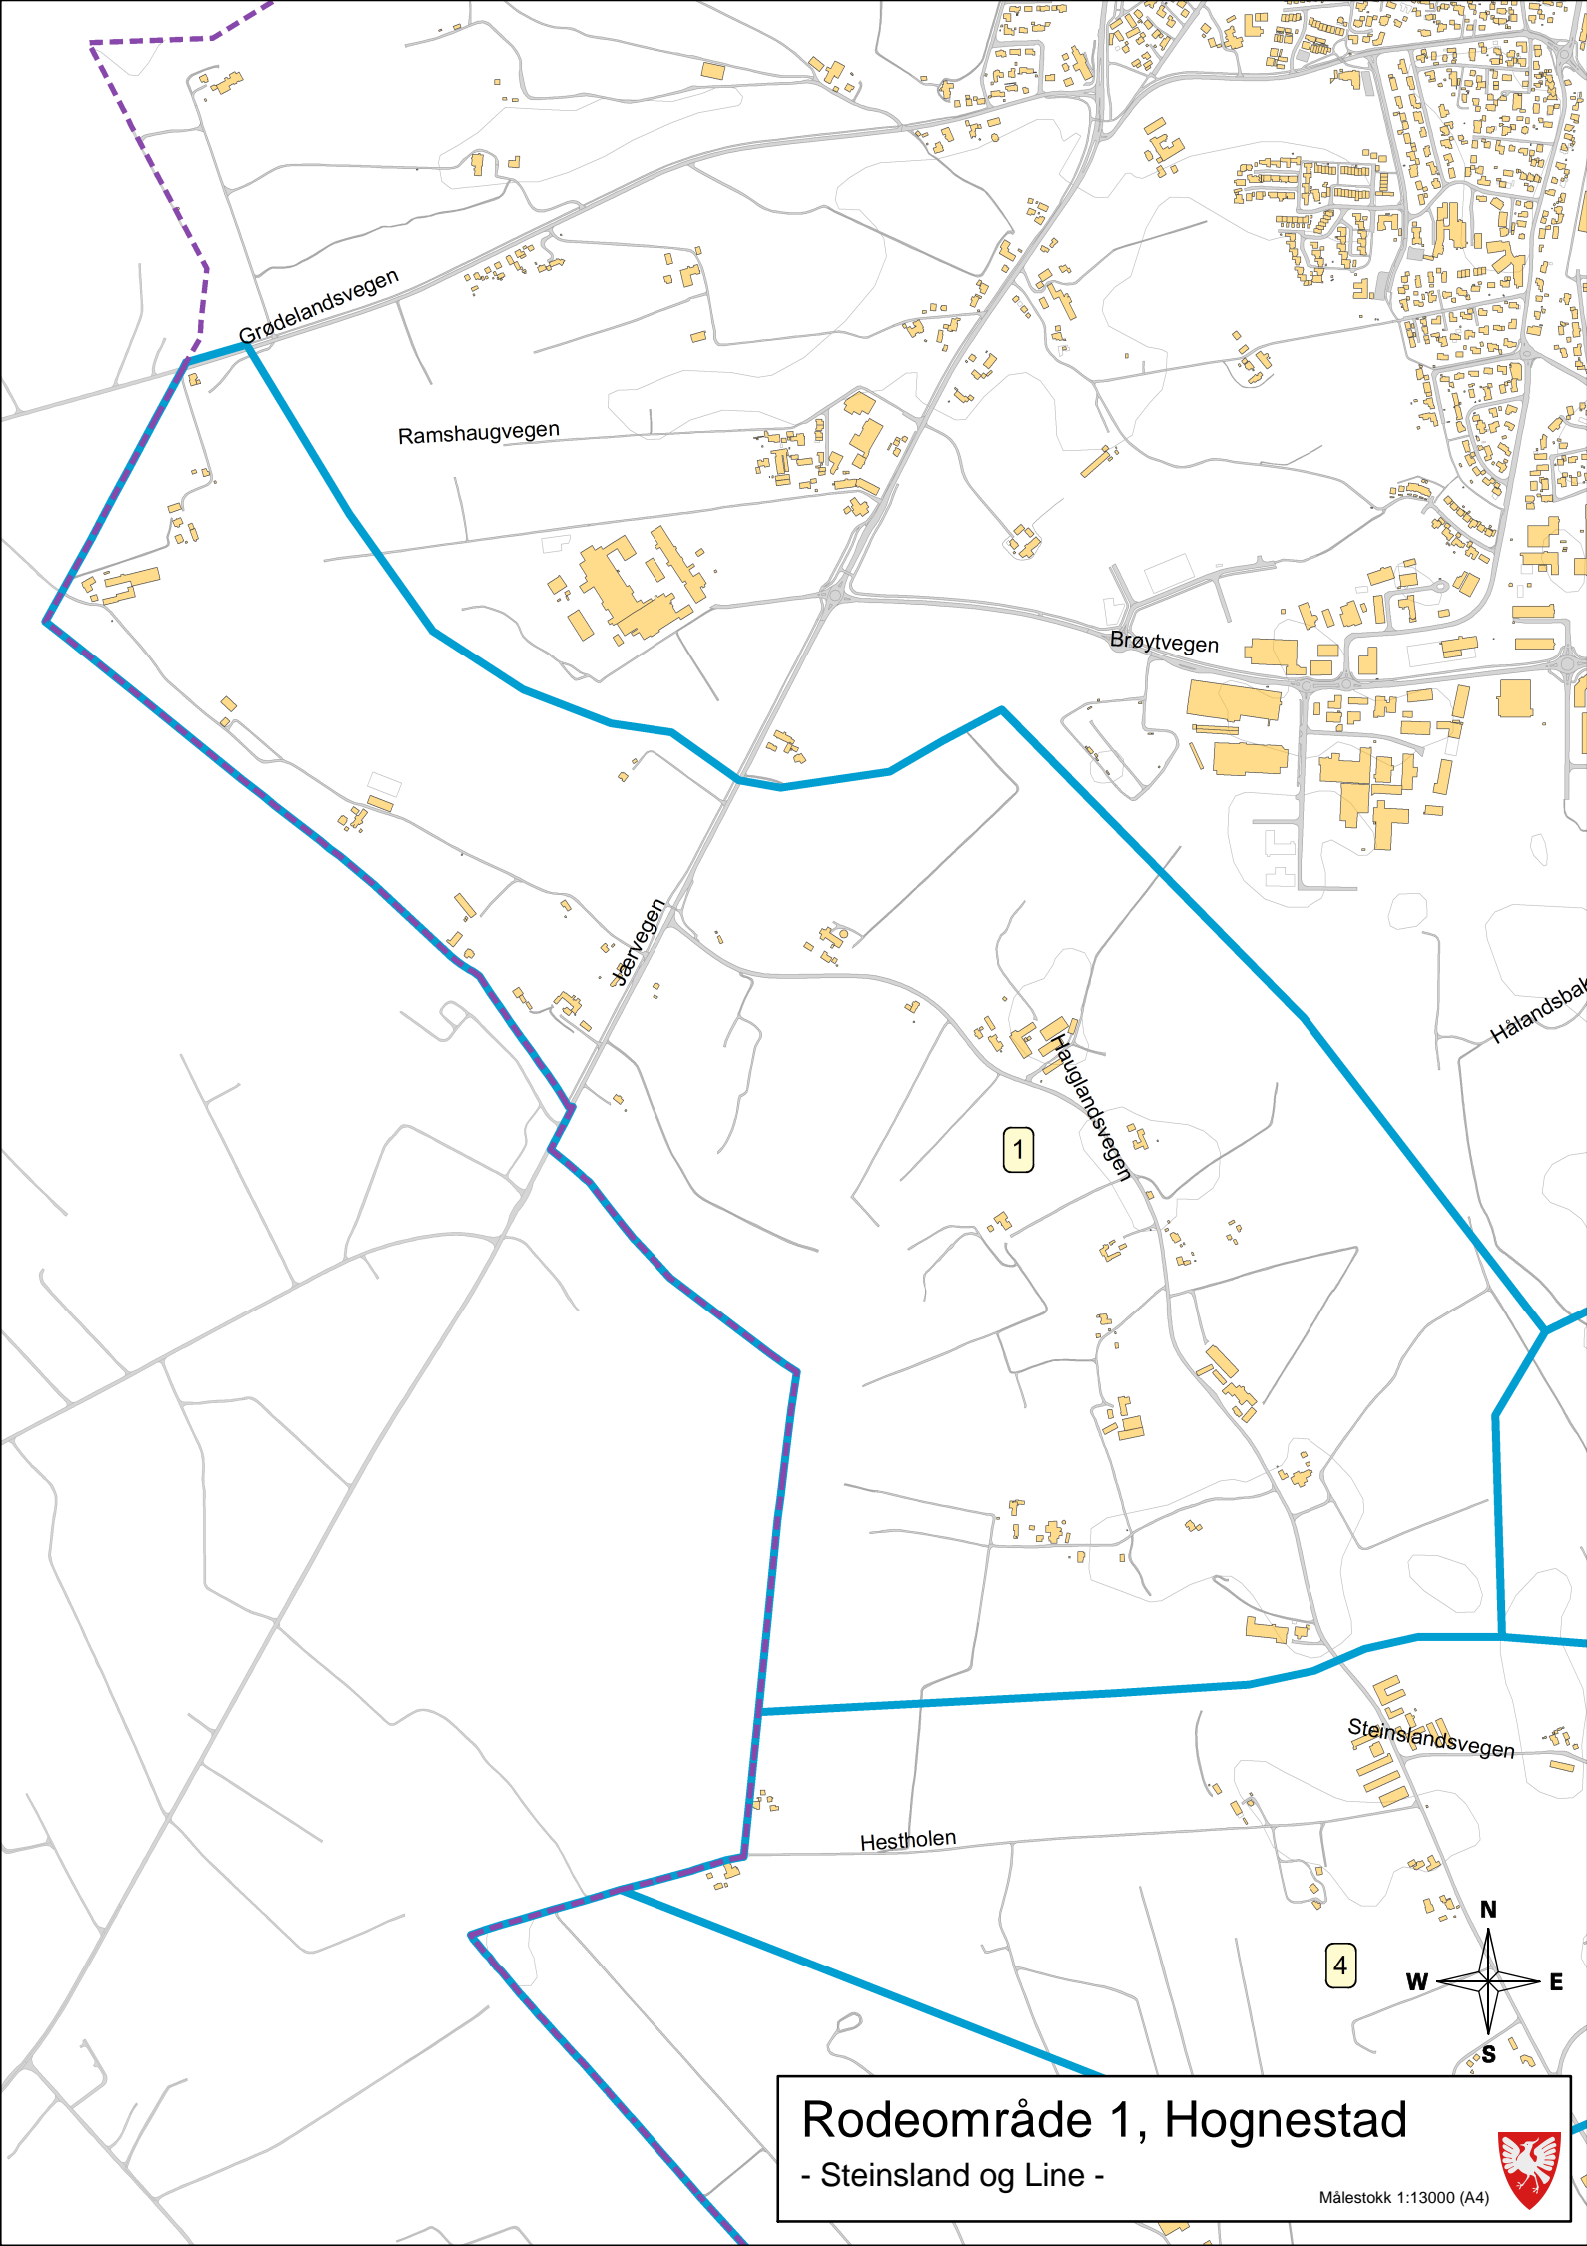 Grødelandsvegen
Ramshaugvegen
Brøytvegen
Jærvegen
Hålandsbak
Hauglandsvegen
1
Steinslandsvegen
Hestholen
4
N
W E
S
Rodeområde 1, Hognestad
- Steinsland og Line -
Målestokk 1:13000 (A4)